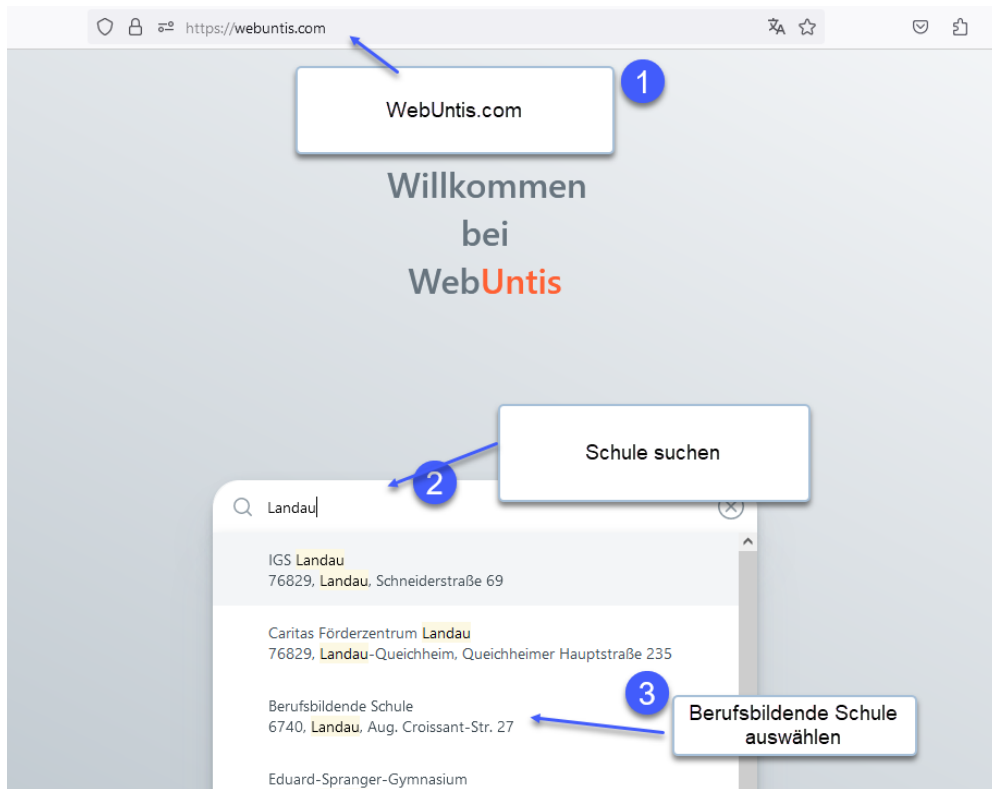 https://webuntis.com
1
WebUntis.com
Willkommen
bei
WebUntis
Schule suchen
2
Landau
IGS Landau
76829, Landau, Schneiderstraße 69
Caritas Förderzentrum Landau
76829, Landau-Queichheim, Queichheimer Hauptstraße 235
3
Berufsbildende Schule
6740, Landau, Aug. Croissant-Str. 27
Berufsbildende Schule
auswählen
Eduard-Spranger-Gymnasium